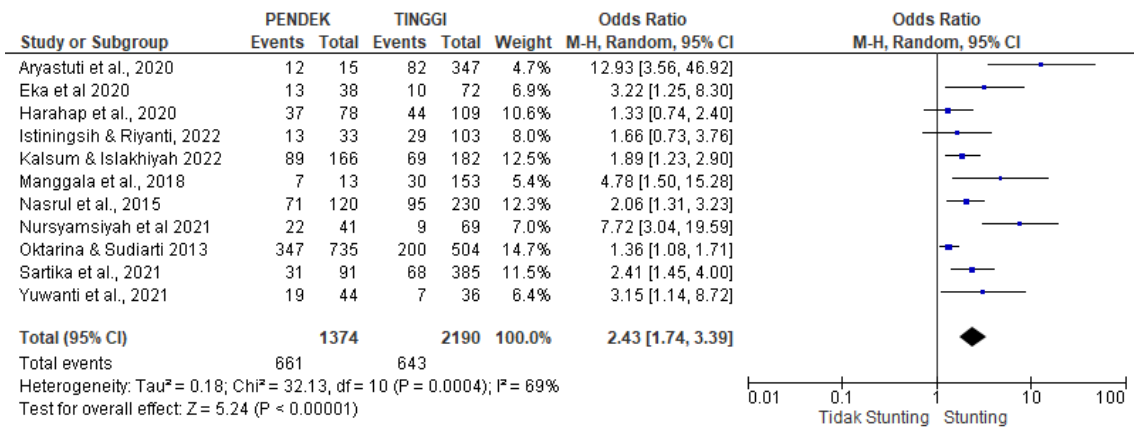 PENDEK TINGGI Odds Ratio Odds Ratio
Study or Subgroup Events Total Events Total Weight M-H, Random, 95% CI M-H, Random, 95% CI
Aryastuti et al., 2020 12 15 82 347 4.7% 12.93 [3.56, 46.92]
Eka et al 2020 13 38 10 72 6.9% 3.22 [1.25, 8.30]
Harahap et al., 2020 37 78 44 109 10.6% 1.33 [0.74, 2.40]
Istiningsih & Riyanti, 2022 13 33 29 103 8.0% 1.66 [0.73, 3.76]
Kalsum & Islakhiyah 2022 89 166 69 182 12.5% 1.89 [1.23, 2.90]
Manggala et al., 2018 7 13 30 153 5.4% 4.78 [1.50, 15.28]
Nasrul et al., 2015 71 120 95 230 12.3% 2.06 [1.31, 3.23]
Nursyamsiyah et al 2021 22 41 9 69 7.0% 7.72 [3.04, 19.59]
Oktarina & Sudiarti 2013 347 735 200 504 14.7% 1.36 [1.08, 1.71]
Sartika et al., 2021 31 91 68 385 11.5% 2.41 [1.45, 4.00]
Yuwanti et al., 2021 19 44 7 36 6.4% 3.15 [1.14, 8.72]
Total (95% CI) 1374 2190 100.0% 2.43 [1.74, 3.39]
Total events 661 643
Heterogeneity: Tau² = 0.18; Chi² = 32.13, df = 10 (P = 0.0004); I² = 69%
Test for overall effect: Z = 5.24 (P < 0.00001)
0.01 0.1 1 10 100
Tidak Stunting Stunting